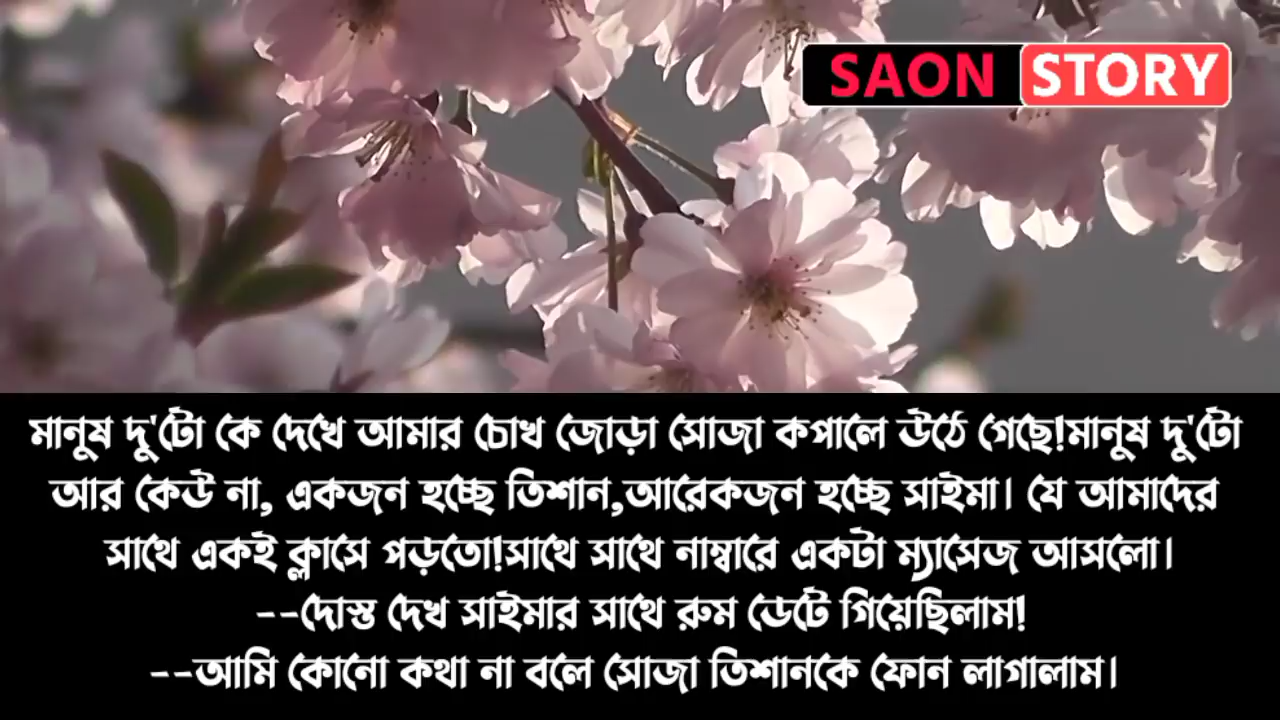 SAON STORY
মানুষ দু'টো কে দেখে আমার চোখ জোড়া সোজা কপালে উঠে গেছে!মানুষ দু'টো
আর কেউ না, একজন হচ্ছে তিশান,আরেকজন হচ্ছে সাইমা। যে আমাদের
সাথে একই ক্লাসে পড়তো!সাথে সাথে নাম্বারে একটা ম্যাসেজ আসলো।
--দোস্ত দেখ সাইমার সাথে রুম ডেটে গিয়েছিলাম!
--আমি কোনো কথা না বলে সোজা তিশানকে ফোন লাগালাম।